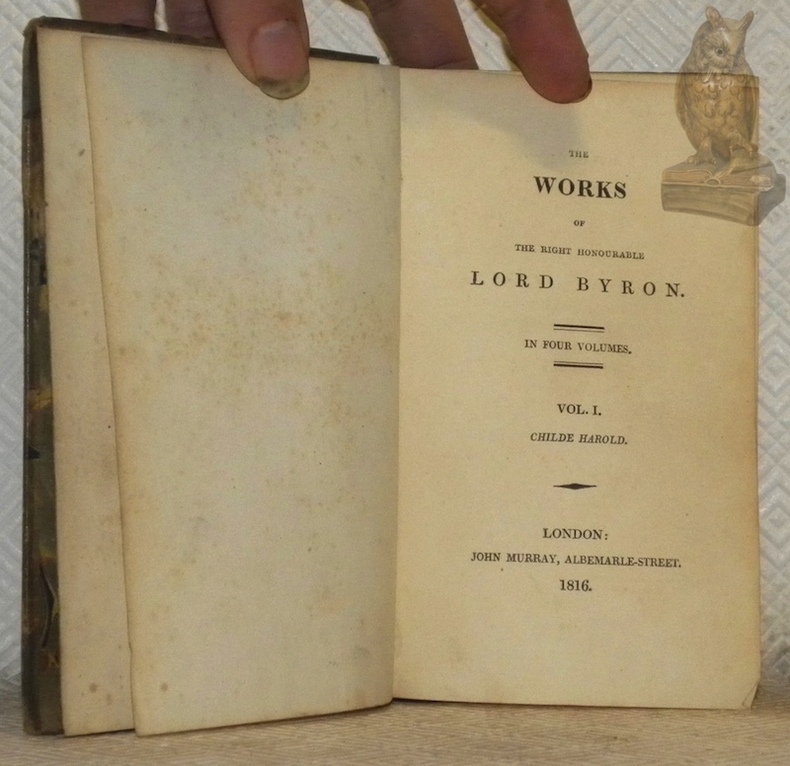 THE
WORKS
OF
THE RIGHT HONOURABLE
LORD BYRON.
IN FOUR VOLUMES.
VOL. I.
CHILDE HAROLD.
LONDON:
JOHN MURRAY, ALBEMARLE-STREET.
1816.